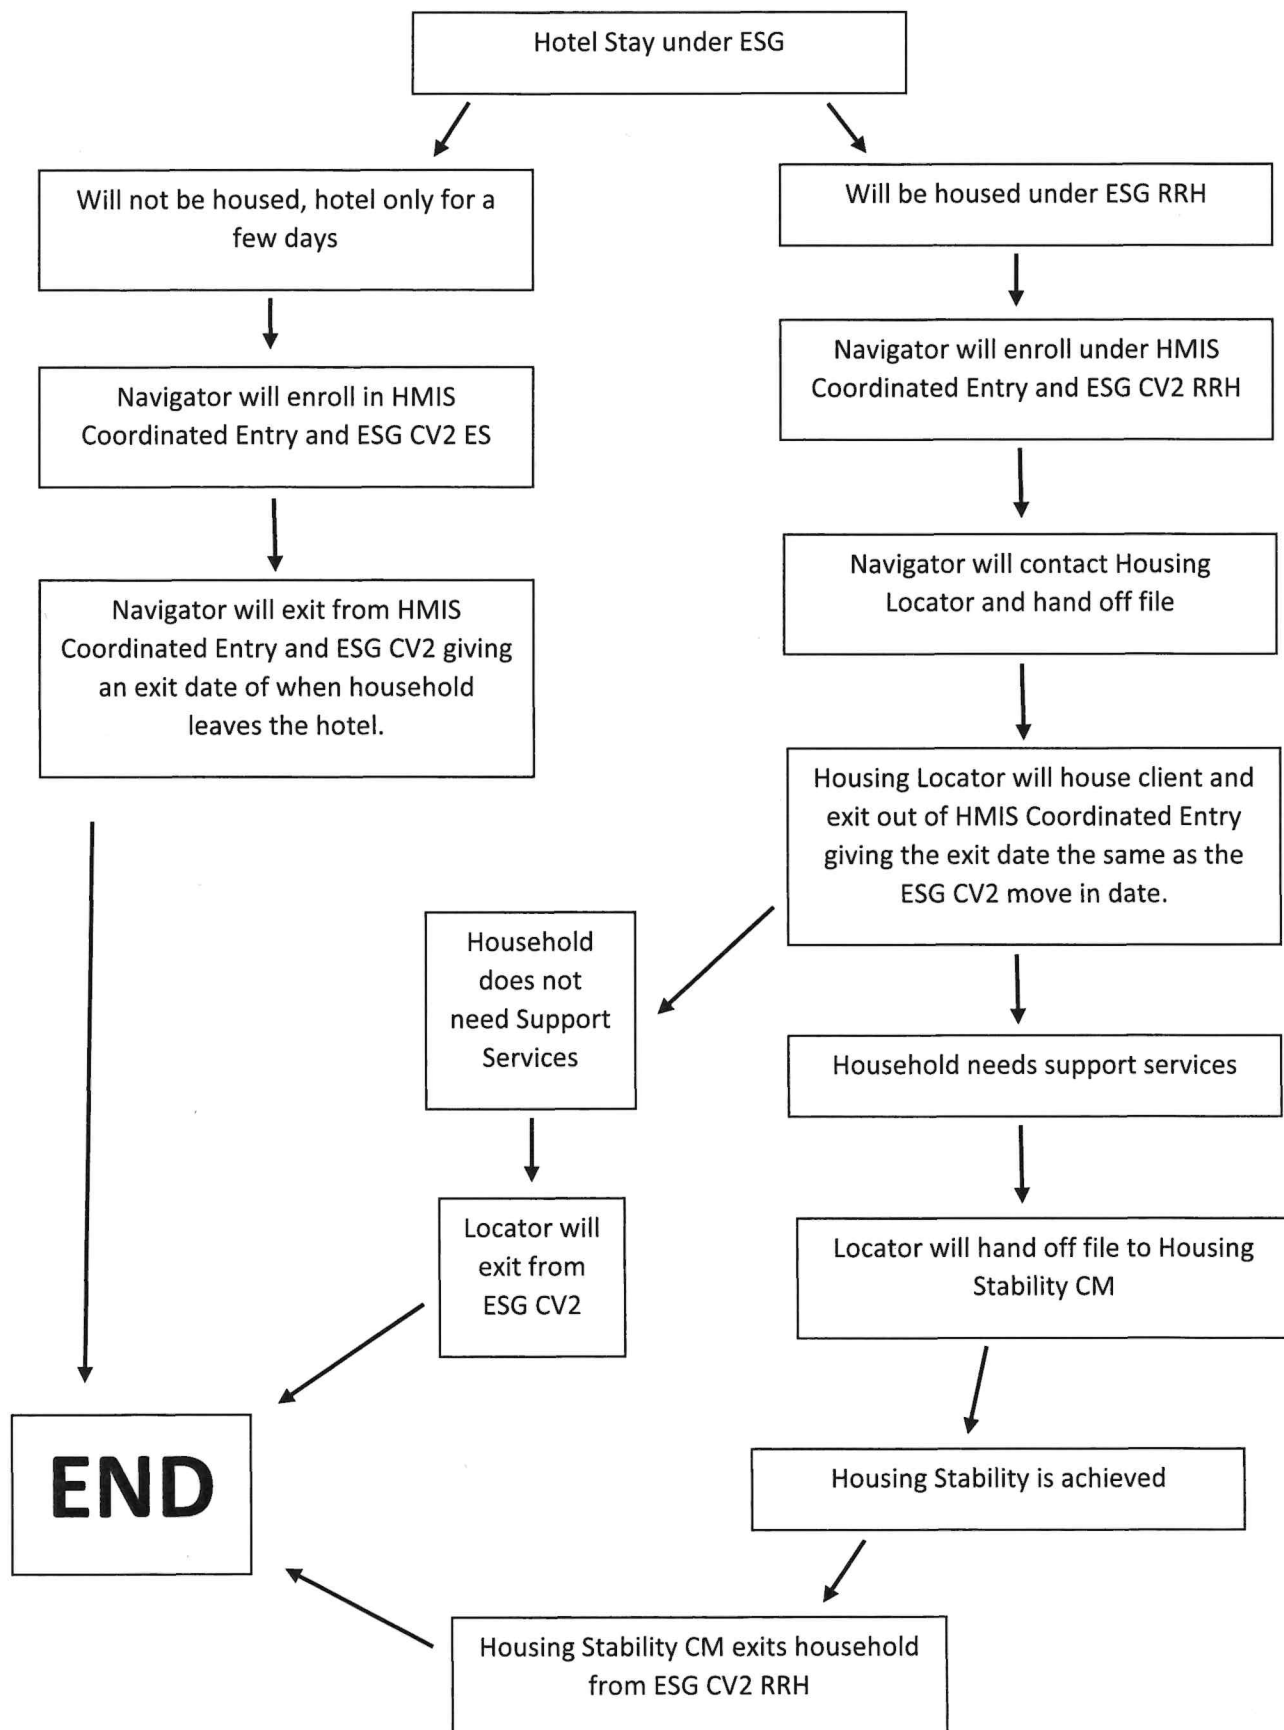 Hotel Stay under ESG
Will not be housed, hotel only for a
few days
Will be housed under ESG RRH
Navigator will enroll in HMIS
Coordinated Entry and ESG CV2 ES
Navigator will enroll under HMIS
Coordinated Entry and ESG CV2 RRH
Navigator will exit from HMIS
Coordinated Entry and ESG CV2 giving
an exit date of when household
leaves the hotel.
Navigator will contact Housing
Locator and hand off file
Housing Locator will house client and
exit out of HMIS Coordinated Entry
giving the exit date the same as the
ESG CV2 move in date.
Household
does not
need Support
Services
Household needs support services
Locator will
exit from
ESG CV2
Locator will hand off file to Housing
Stability CM
END
Housing Stability is achieved
Housing Stability CM exits household
from ESG CV2 RRH